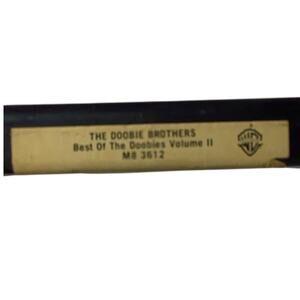 THE DOOBIE BROTHERS
Best Of The Doobies Volume II
M8 3612